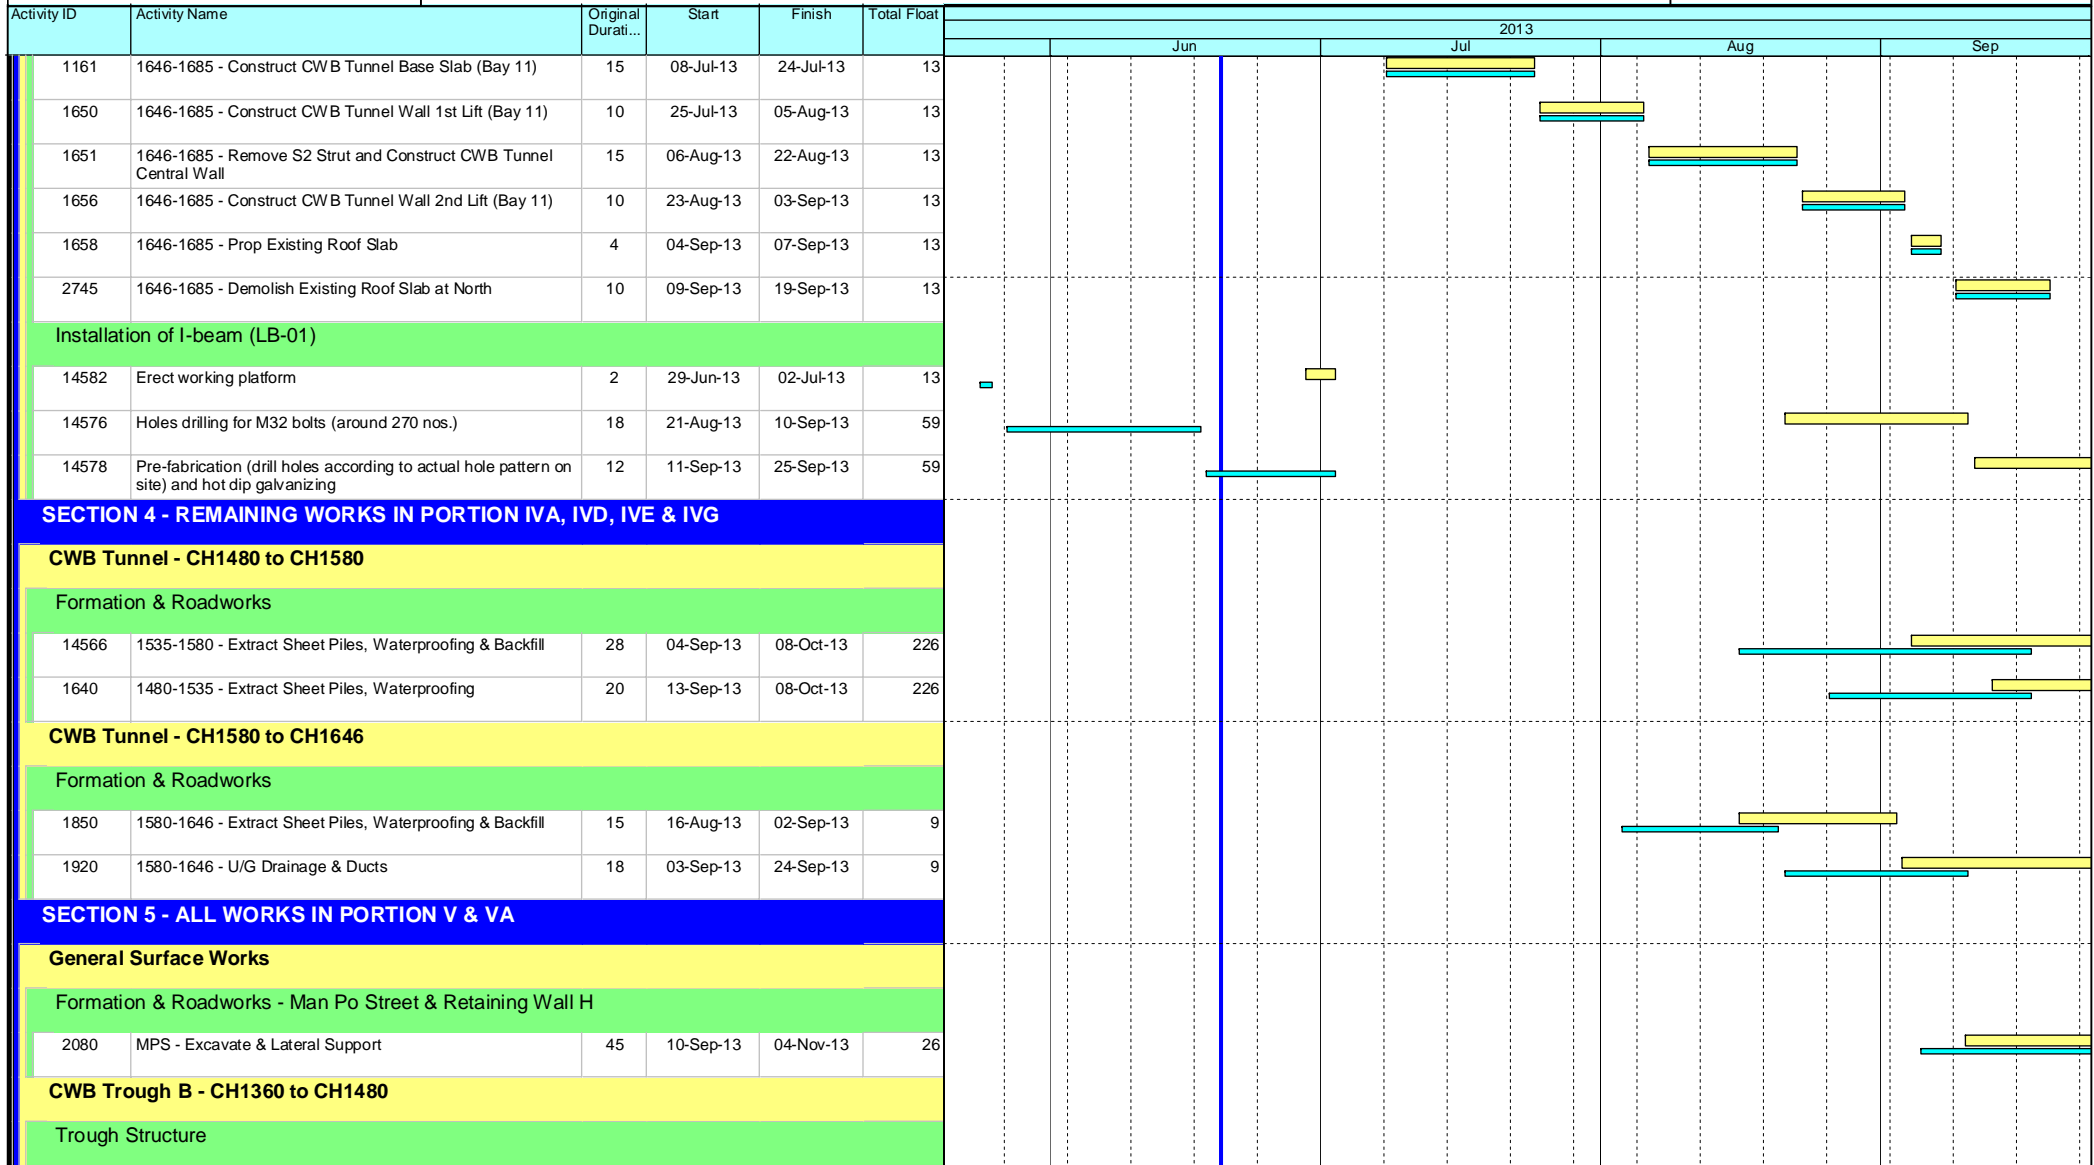 Activity ID Activity Name Original Start Finish Total Float
Durati...
2013
Jun Jul Aug Sep
1161 1646-1685 - Construct CWB Tunnel Base Slab (Bay 11) 15 08-Jul-13 24-Jul-13 13
1650 1646-1685 - Construct CWB Tunnel Wall 1st Lift (Bay 11) 10 25-Jul-13 05-Aug-13 13
1651 1646-1685 - Remove S2 Strut and Construct CWB Tunnel 15 06-Aug-13 22-Aug-13 13
Central Wall
1656 1646-1685 - Construct CWB Tunnel Wall 2nd Lift (Bay 11) 10 23-Aug-13 03-Sep-13 13
1658 1646-1685 - Prop Existing Roof Slab 4 04-Sep-13 07-Sep-13 13
2745 1646-1685 - Demolish Existing Roof Slab at North 10 09-Sep-13 19-Sep-13 13
Installation of I-beam (LB-01)
14582 Erect working platform 2 29-Jun-13 02-Jul-13 13
14576 Holes drilling for M32 bolts (around 270 nos.) 18 21-Aug-13 10-Sep-13 59
14578 Pre-fabrication (drill holes according to actual hole pattern on 12 11-Sep-13 25-Sep-13 59
site) and hot dip galvanizing
SECTION 4 - REMAINING WORKS IN PORTION IVA, IVD, IVE & IVG
CWB Tunnel - CH1480 to CH1580
Formation & Roadworks
14566 1535-1580 - Extract Sheet Piles, Waterproofing & Backfill 28 04-Sep-13 08-Oct-13 226
1640 1480-1535 - Extract Sheet Piles, Waterproofing 20 13-Sep-13 08-Oct-13 226
CWB Tunnel - CH1580 to CH1646
Formation & Roadworks
1850 1580-1646 - Extract Sheet Piles, Waterproofing & Backfill 15 16-Aug-13 02-Sep-13 9
1920 1580-1646 - U/G Drainage & Ducts 18 03-Sep-13 24-Sep-13 9
SECTION 5 - ALL WORKS IN PORTION V & VA
General Surface Works
Formation & Roadworks - Man Po Street & Retaining Wall H
2080 MPS - Excavate & Lateral Support 45 10-Sep-13 04-Nov-13 26
CWB Trough B - CH1360 to CH1480
Trough Structure